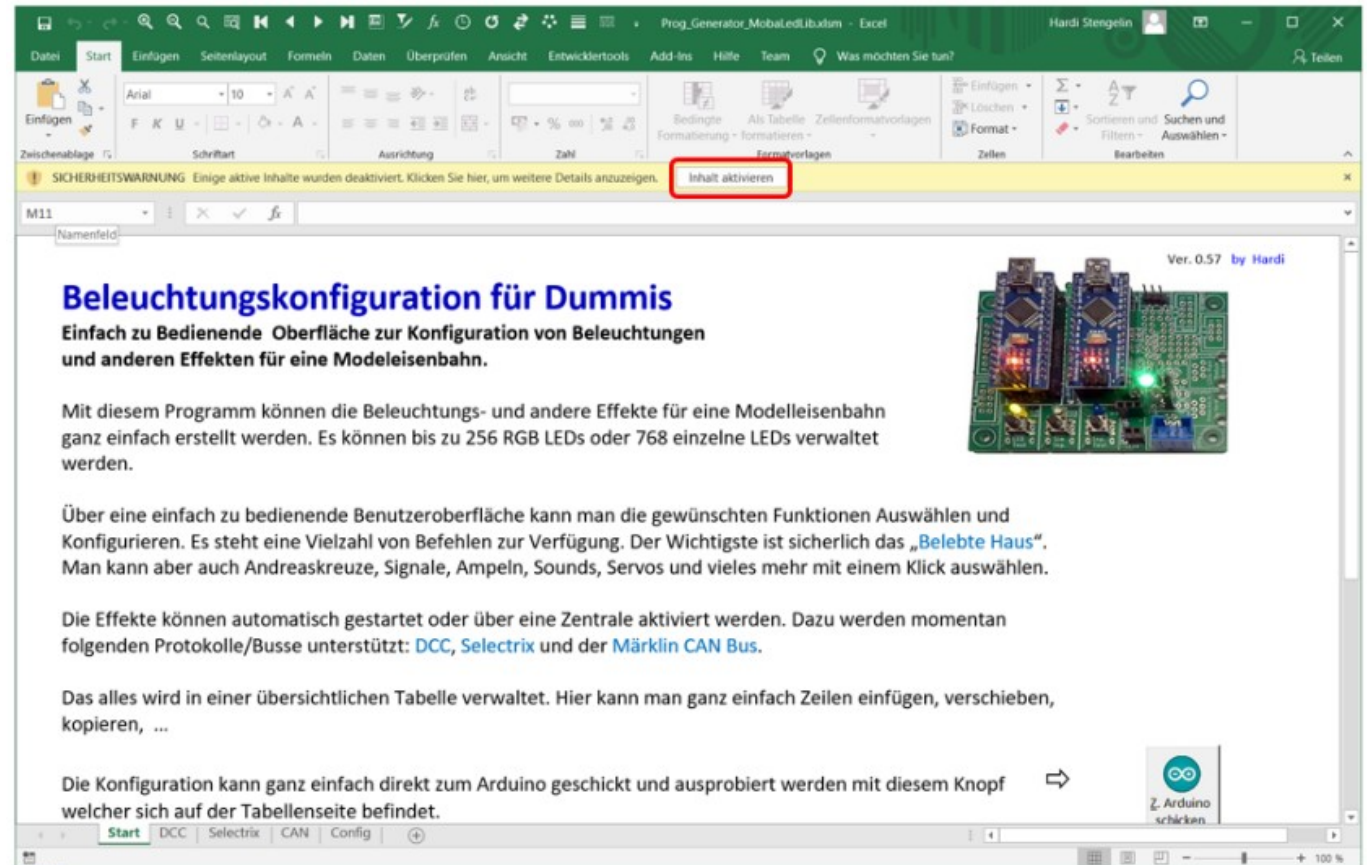 Prog_Generator_MobaLedLib.xlsm - Excel
Hardi Stengelin
Datei Start Einfügen Seitenlayout Formeln Daten Überprüfen Ansicht Entwicklertools Add-Ins Hilfe Team Was möchten Sie tun? Teilen
Einfügen
Arial 10
F K U
Bedingte Formatierung
Als Tabelle formatieren
Zellenformatvorlagen
Einfügen
Löschen
Format
Sortieren und Filtern
Suchen und Auswählen
Zwischenablage Schriftart Ausrichtung Zahl Formatvorlagen Zellen Bearbeiten
SICHERHEITSWARNUNG Einige aktive Inhalte wurden deaktiviert. Klicken Sie hier, um weitere Details anzuzeigen. Inhalt aktivieren
M11 fx
Namenfeld
Ver. 0.57 by Hardi
Beleuchtungskonfiguration für Dummis
Einfach zu Bedienende Oberfläche zur Konfiguration von Beleuchtungen
und anderen Effekten für eine Modeleisenbahn.
Mit diesem Programm können die Beleuchtungs- und andere Effekte für eine Modelleisenbahn
ganz einfach erstellt werden. Es können bis zu 256 RGB LEDs oder 768 einzelne LEDs verwaltet
werden.
Über eine einfach zu bedienende Benutzeroberfläche kann man die gewünschten Funktionen Auswählen und
Konfigurieren. Es steht eine Vielzahl von Befehlen zur Verfügung. Der Wichtigste ist sicherlich das „Belebte Haus“.
Man kann aber auch Andreaskreuze, Signale, Ampeln, Sounds, Servos und vieles mehr mit einem Klick auswählen.
Die Effekte können automatisch gestartet oder über eine Zentrale aktiviert werden. Dazu werden momentan
folgenden Protokolle/Busse unterstützt: DCC, Selectrix und der Märklin CAN Bus.
Das alles wird in einer übersichtlichen Tabelle verwaltet. Hier kann man ganz einfach Zeilen einfügen, verschieben,
kopieren, ...
Die Konfiguration kann ganz einfach direkt zum Arduino geschickt und ausprobiert werden mit diesem Knopf
welcher sich auf der Tabellenseite befindet.
Z. Arduino
schicken
Start DCC Selectrix CAN Config
100 %